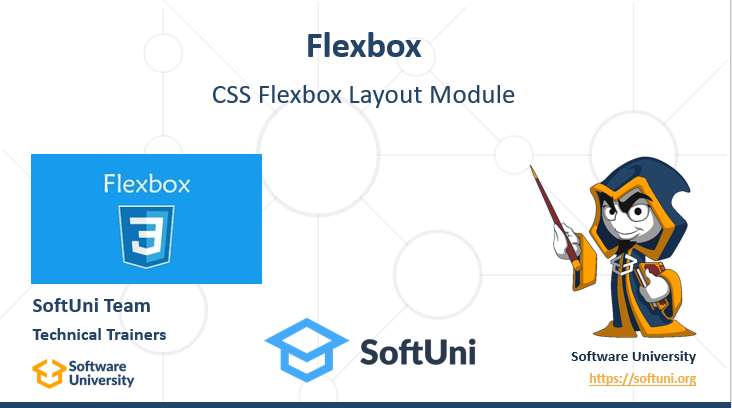 Flexbox
CSS Flexbox Layout Module
Flexbox
3
SoftUni Team
Technical Trainers
Software
University
SoftUni
Software University
https://softuni.org